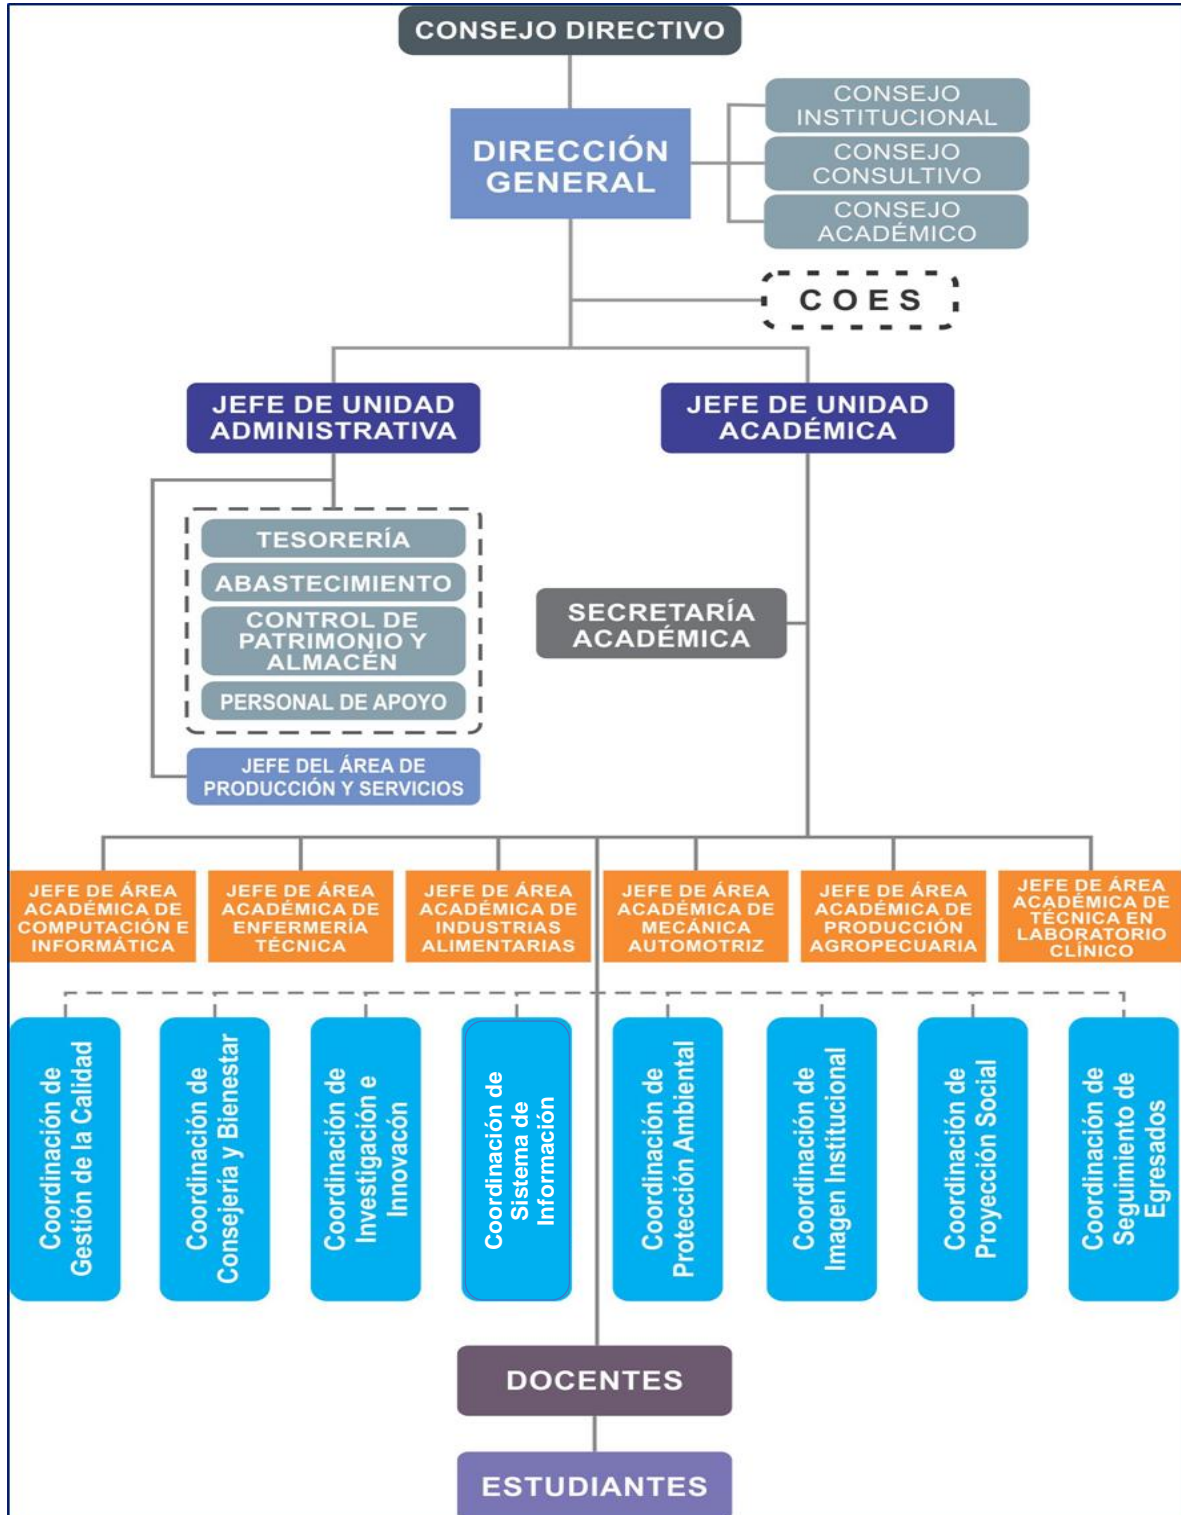 CONSEJO DIRECTIVO
DIRECCIÓN
GENERAL
CONSEJO
INSTITUCIONAL
CONSEJO
CONSULTIVO
CONSEJO
ACADÉMICO
COES
JEFE DE UNIDAD
ADMINISTRATIVA
JEFE DE UNIDAD
ACADÉMICA
TESORERÍA
ABASTECIMIENTO
CONTROL DE
PATRIMONIO Y
ALMACÉN
PERSONAL DE APOYO
JEFE DEL ÁREA DE
PRODUCCIÓN Y SERVICIOS
SECRETARÍA
ACADÉMICA
JEFE DE ÁREA
ACADÉMICA DE
COMPUTACIÓN E
INFORMÁTICA
JEFE DE ÁREA
ACADÉMICA DE
ENFERMERÍA
TÉCNICA
JEFE DE ÁREA
ACADÉMICA DE
INDUSTRIAS
ALIMENTARIAS
JEFE DE ÁREA
ACADÉMICA DE
MECÁNICA
AUTOMOTRIZ
JEFE DE ÁREA
ACADÉMICA DE
PRODUCCIÓN
AGROPECUARIA
JEFE DE ÁREA
ACADÉMICA DE
TÉCNICA EN
LABORATORIO
CLÍNICO
Coordinación de
Gestión de la Calidad
Coordinación de
Consejería y Bienestar
Coordinación de
Investigación e
Innovacón
Coordinación de
Sistema de
Información
Coordinación de
Protección Ambiental
Coordinación de
Imagen Institucional
Coordinación de
Proyección Social
Coordinación de
Seguimiento de
Egresados
DOCENTES
ESTUDIANTES